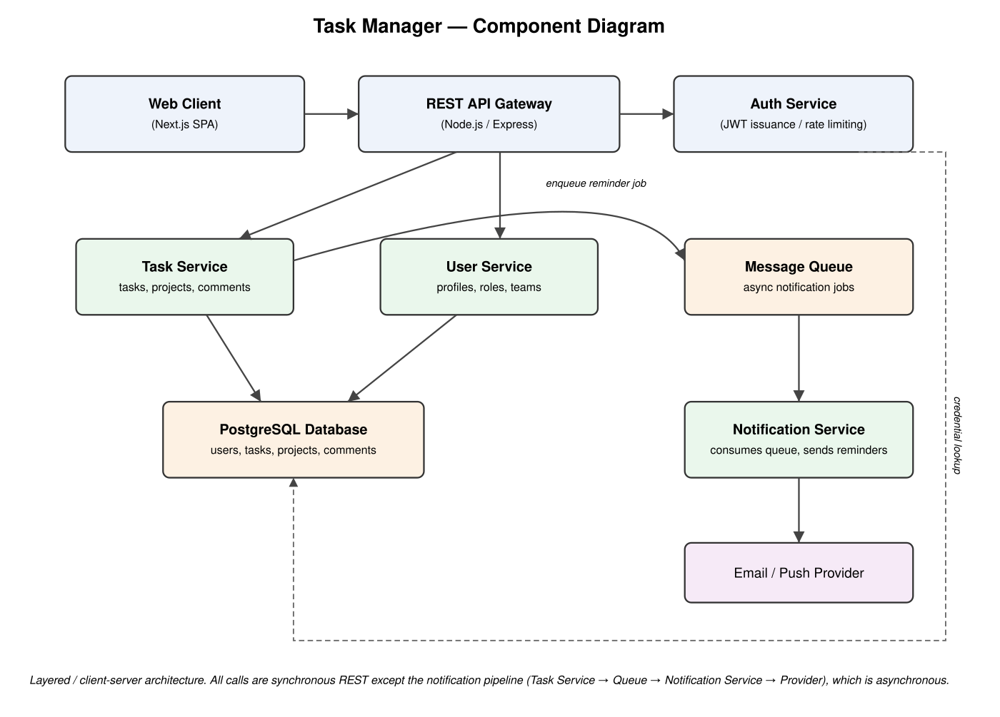 Task Manager — Component Diagram
Web Client
(Next.js SPA)
REST API Gateway
(Node.js / Express)
Auth Service
(JWT issuance / rate limiting)
enqueue reminder job
Task Service
tasks, projects, comments
User Service
profiles, roles, teams
Message Queue
async notification jobs
PostgreSQL Database
users, tasks, projects, comments
Notification Service
consumes queue, sends reminders
credential lookup
Email / Push Provider
Layered / client-server architecture. All calls are synchronous REST except the notification pipeline (Task Service → Queue → Notification Service → Provider), which is asynchronous.